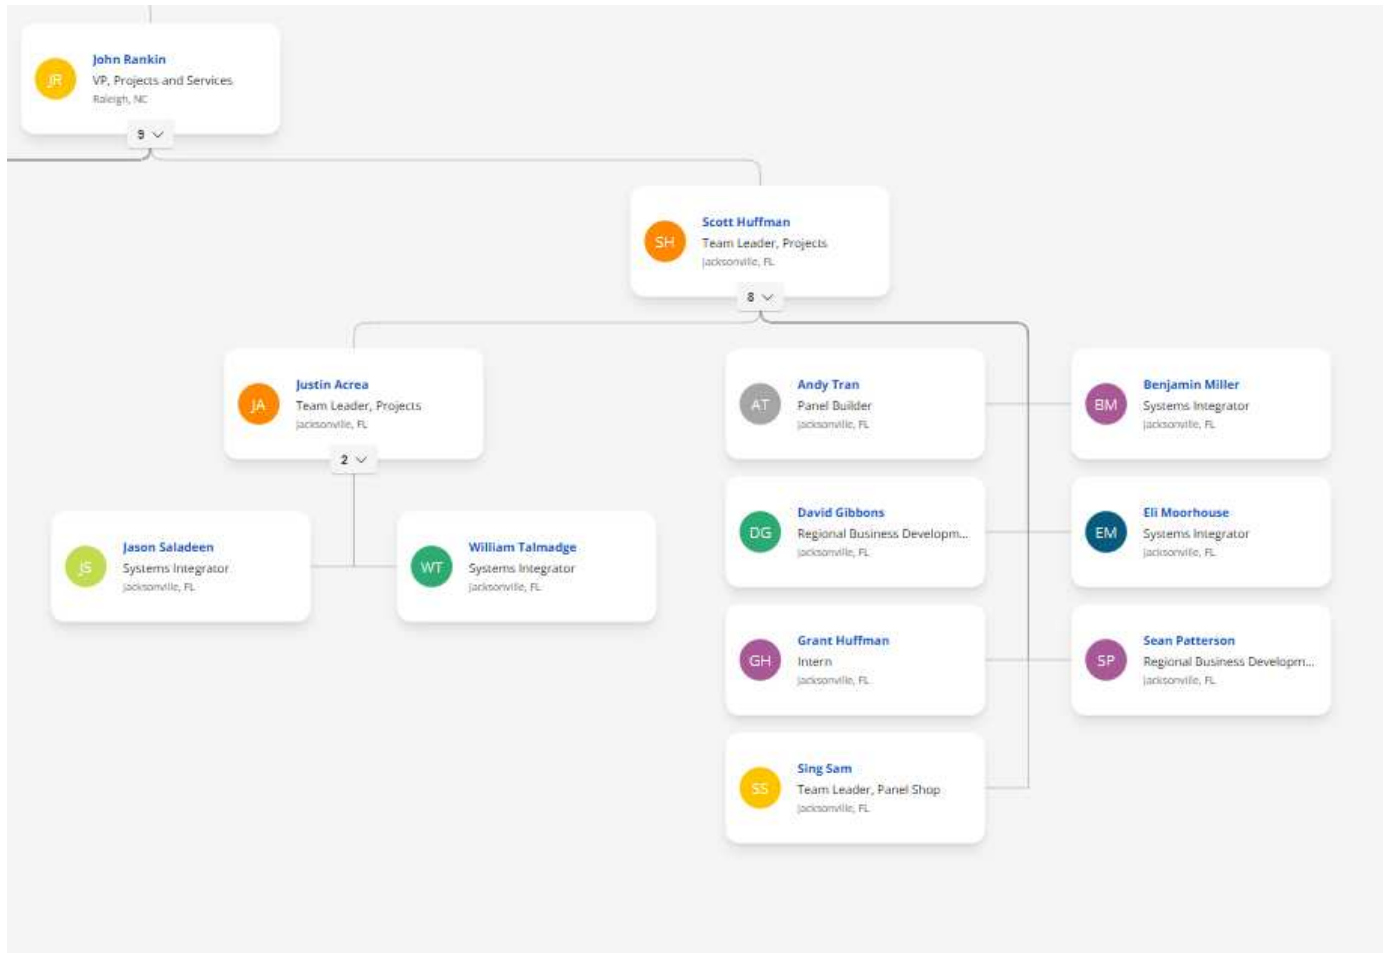 JR
John Rankin
VP, Projects and Services
Raleigh, NC
9
SH
Scott Huffman
Team Leader, Projects
Jacksonville, FL
8
JA
Justin Acrea
Team Leader, Projects
Jacksonville, FL
2
JS
Jason Saladeen
Systems Integrator
Jacksonville, FL
WT
William Talmadge
Systems Integrator
Jacksonville, FL
AT
Andy Tran
Panel Builder
Jacksonville, FL
BM
Benjamin Miller
Systems Integrator
Jacksonville, FL
DG
David Gibbons
Regional Business Developm...
Jacksonville, FL
EM
Eli Moorhouse
Systems Integrator
Jacksonville, FL
GH
Grant Huffman
Intern
Jacksonville, FL
SP
Sean Patterson
Regional Business Developm...
Jacksonville, FL
SS
Sing Sam
Team Leader, Panel Shop
Jacksonville, FL